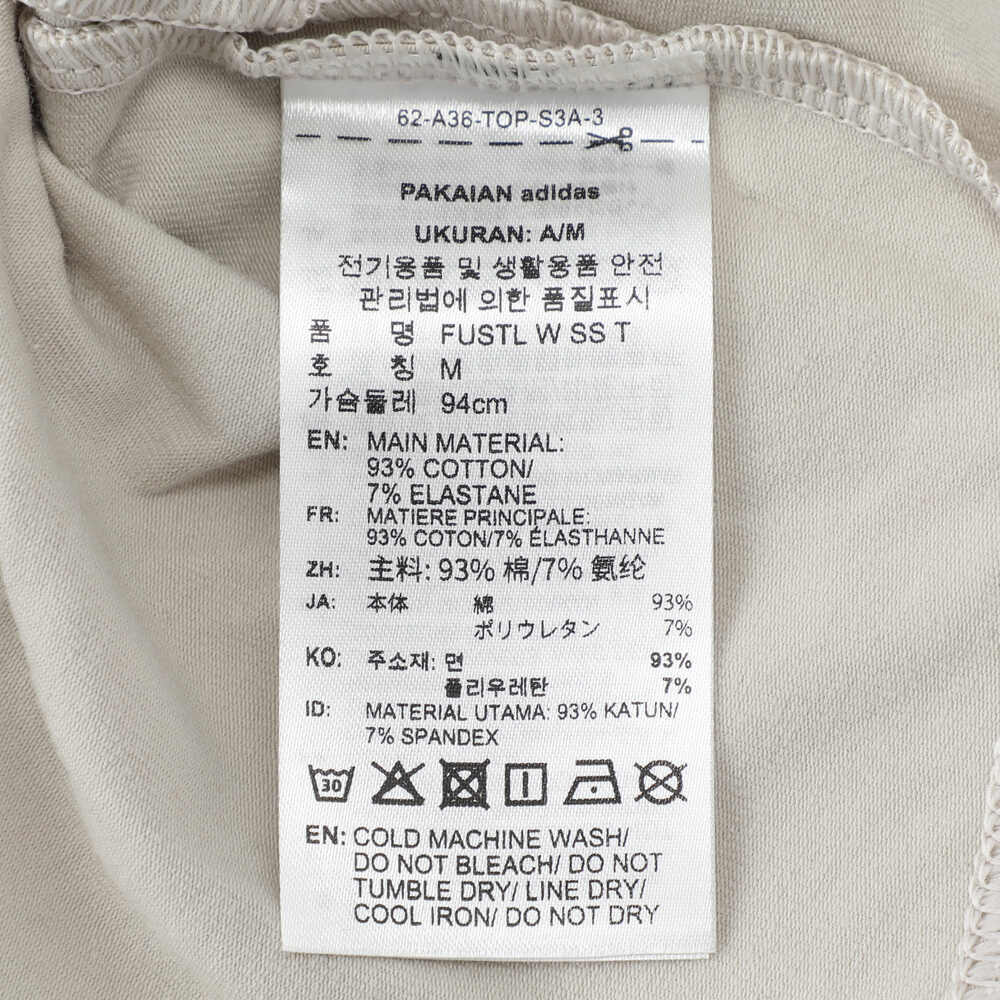 62-A36-TOP-S3A-3
PAKAIAN adidas
UKURAN: A/M
전기용품 및 생활용품 안전
관리법에 의한 품질표시
품 명 FUSTL W SS T
호 칭 M
가슴둘레 94cm
EN: MAIN MATERIAL:
93% COTTON/
7% ELASTANE
FR: MATIERE PRINCIPALE:
93% COTON/7% ÉLASTHANNE
ZH: 主料: 93% 棉/7% 氨纶
JA: 本体 綿 93%
ポリウレタン 7%
KO: 주소재: 면 93%
폴리우레탄 7%
ID: MATERIAL UTAMA: 93% KATUN/
7% SPANDEX
30
EN: COLD MACHINE WASH/
DO NOT BLEACH/ DO NOT
TUMBLE DRY/ LINE DRY/
COOL IRON/ DO NOT DRY